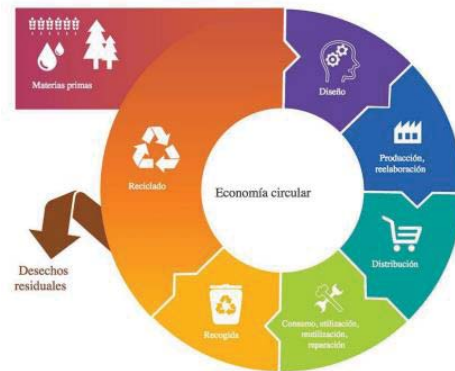 Materias primas
Diseño
Producción,
reelaboración
Distribución
Consumo, utilización,
reutilización,
reparación
Recogida
Reciclado
Economía circular
Desechos
residuales